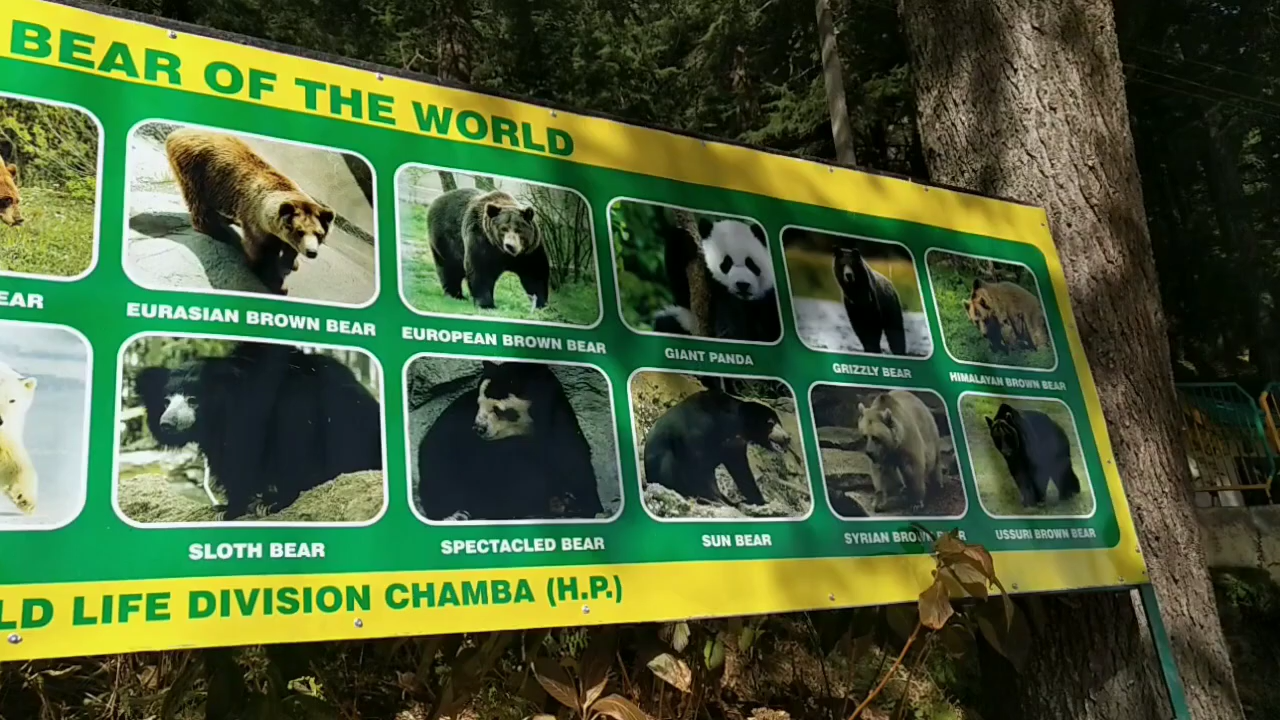 BEAR OF THE WORLD
EAR
EURASIAN BROWN BEAR
EUROPEAN BROWN BEAR
GIANT PANDA
GRIZZLY BEAR
HIMALAYAN BROWN BEAR
SLOTH BEAR
SPECTACLED BEAR
SUN BEAR
SYRIAN BROWN BEAR
USSURI BROWN BEAR
LD LIFE DIVISION CHAMBA (H.P.)